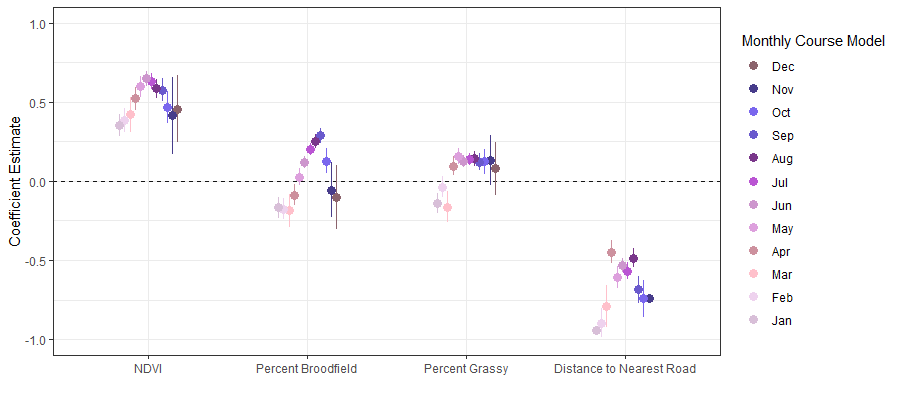 Coefficient Estimate
1.0
0.5
0.0
-0.5
-1.0
NDVI
Percent Broodfield
Percent Grassy
Distance to Nearest Road
Monthly Course Model
Dec
Nov
Oct
Sep
Aug
Jul
Jun
May
Apr
Mar
Feb
Jan